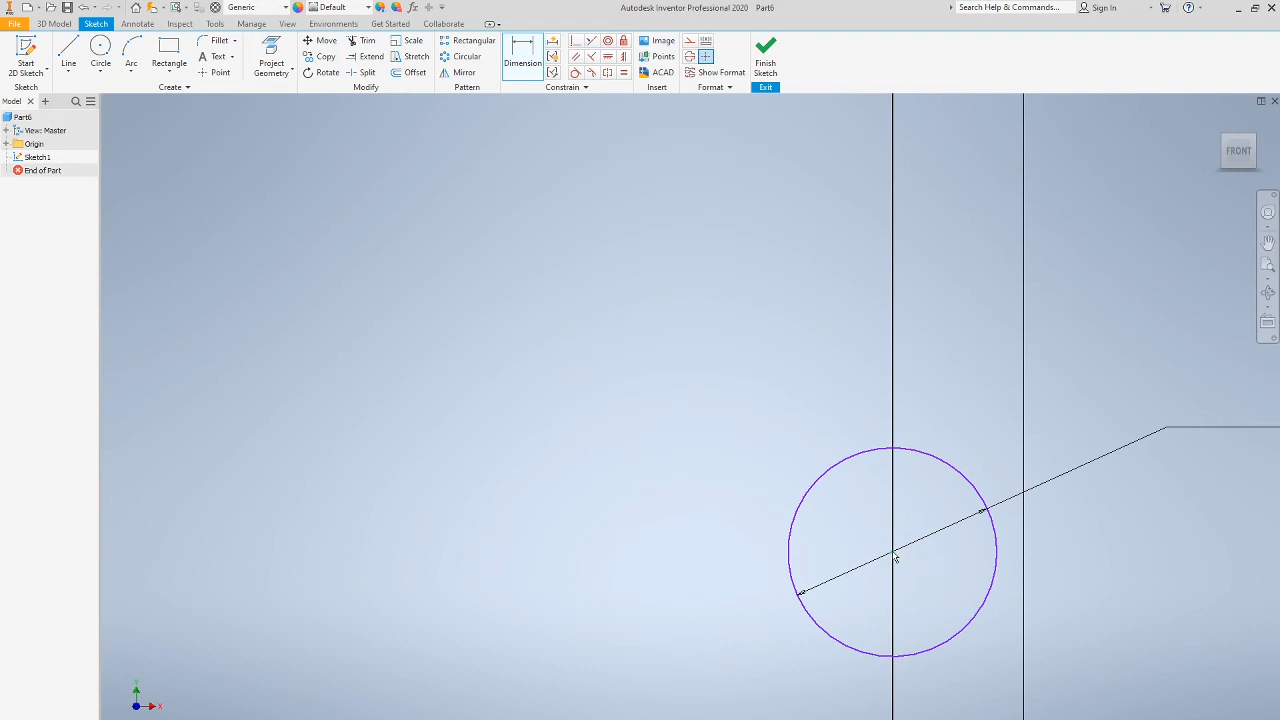 Generic Default Autodesk Inventor Professional 2020 Part6 Search Help & Commands... Sign In
File 3D Model Sketch Annotate Inspect Tools Manage View Environments Get Started Collaborate
Start 2D Sketch
Line
Circle
Arc
Rectangle
Fillet
Text
Point
Project Geometry
Move Trim Scale
Copy Extend Stretch
Rotate Split Offset
Rectangular
Circular
Mirror
Dimension
Image
Points
ACAD
Show Format
Finish Sketch
Sketch Create Modify Pattern Constrain Insert Format Exit
Model
Part6
View: Master
Origin
Sketch1
End of Part
FRONT
Y
X